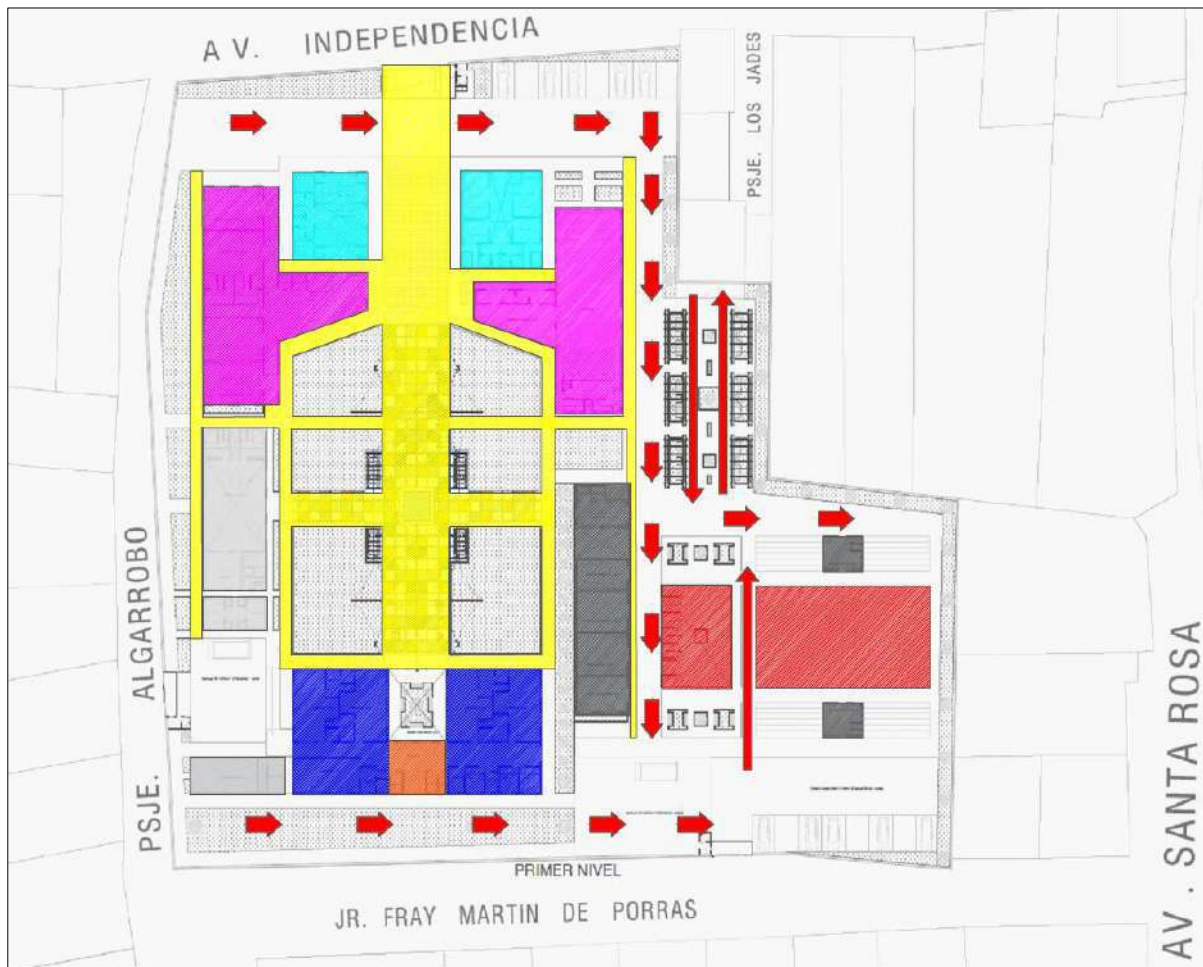 AV. INDEPENDENCIA
PSJE. LOS JADES
PSJE. ALGARROBO
AV. SANTA ROSA
PRIMER NIVEL
JR. FRAY MARTIN DE PORRAS